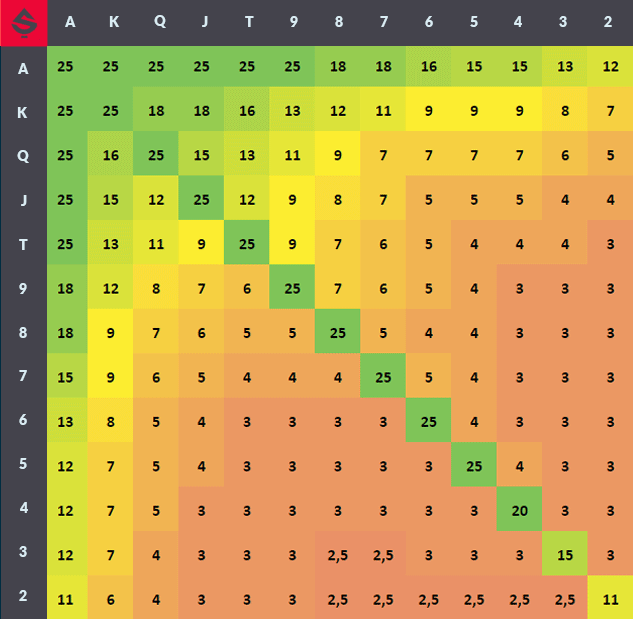 A K Q J T 9 8 7 6 5 4 3 2
A 25 25 25 25 25 25 18 18 16 15 15 13 12
K 25 25 18 18 16 13 12 11 9 9 9 8 7
Q 25 16 25 15 13 11 9 7 7 7 7 6 5
J 25 15 12 25 12 9 8 7 5 5 5 4 4
T 25 13 11 9 25 9 7 6 5 4 4 4 3
9 18 12 8 7 6 25 7 6 5 4 3 3 3
8 18 9 7 6 5 5 25 5 4 4 3 3 3
7 15 9 6 5 4 4 4 25 5 4 3 3 3
6 13 8 5 4 3 3 3 3 25 4 3 3 3
5 12 7 5 4 3 3 3 3 3 25 4 3 3
4 12 7 5 3 3 3 3 3 3 3 20 3 3
3 12 7 4 3 3 3 2,5 2,5 3 3 3 15 3
2 11 6 4 3 3 3 2,5 2,5 2,5 2,5 2,5 2,5 11